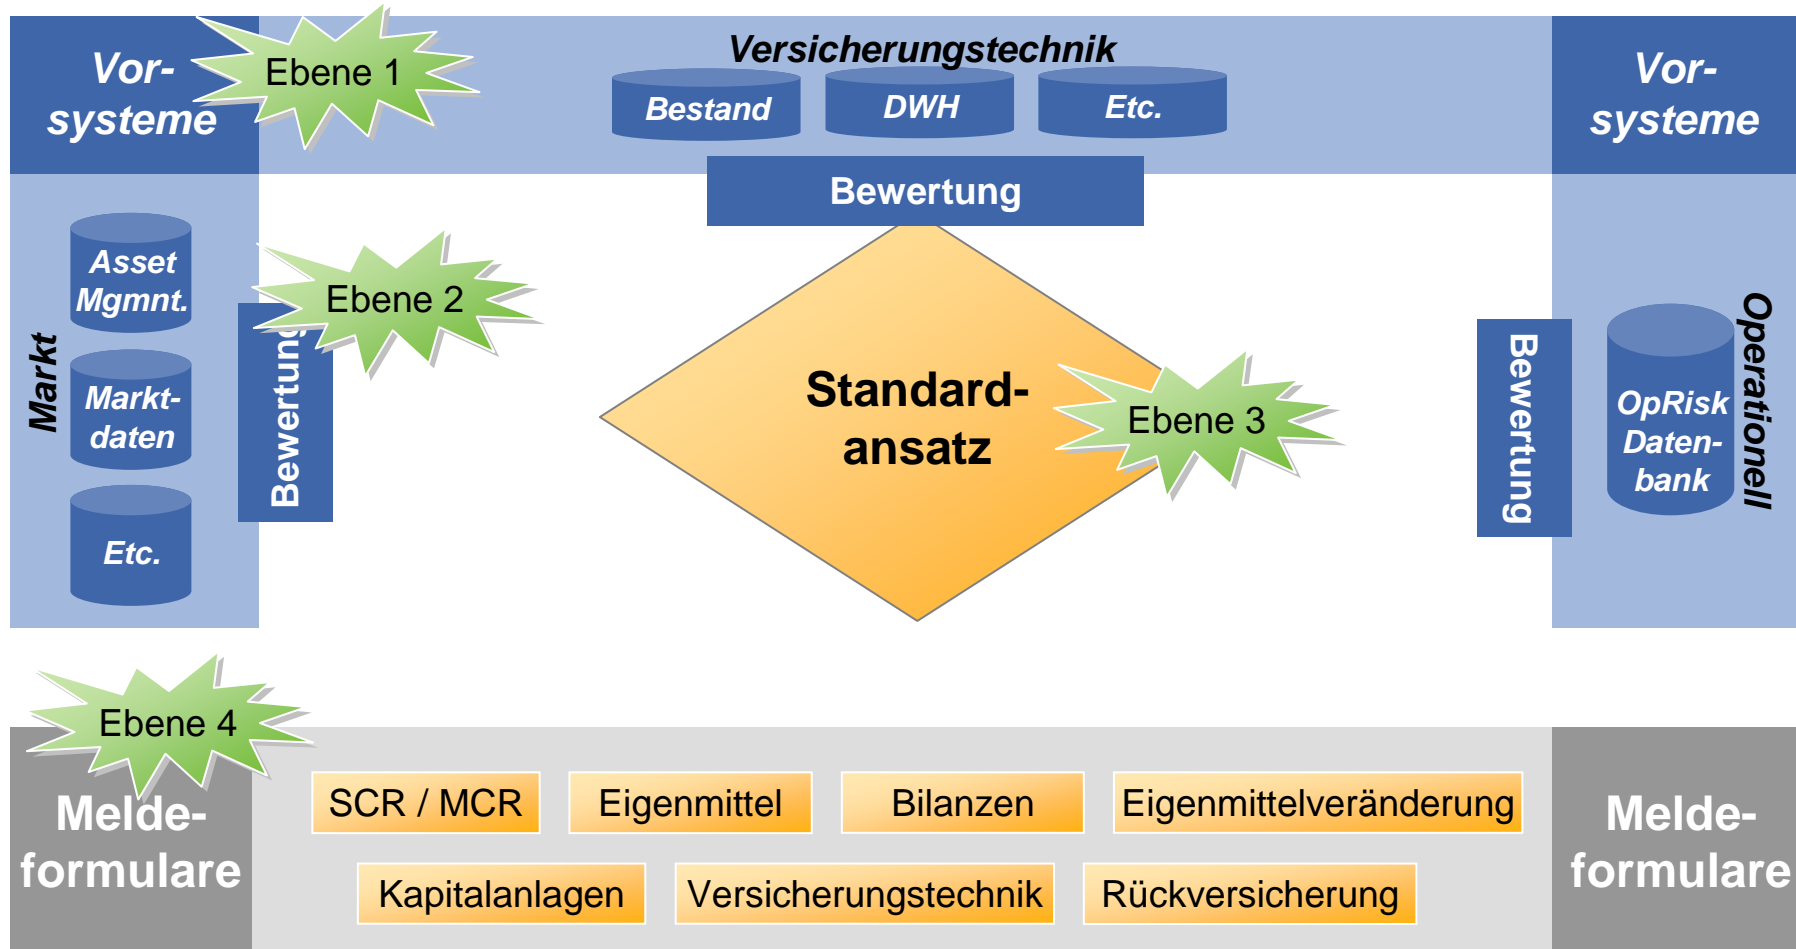 Vor-
systeme
Ebene 1
Versicherungstechnik
Bestand
DWH
Etc.
Vor-
systeme
Bewertung
Markt
Asset
Mgmnt.
Markt-
daten
Etc.
Bewertung
Ebene 2
Standard-
ansatz
Ebene 3
Bewertung
OpRisk
Daten-
bank
Operationell
Ebene 4
Melde-
formulare
SCR / MCR
Eigenmittel
Bilanzen
Eigenmittelveränderung
Kapitalanlagen
Versicherungstechnik
Rückversicherung
Melde-
formulare